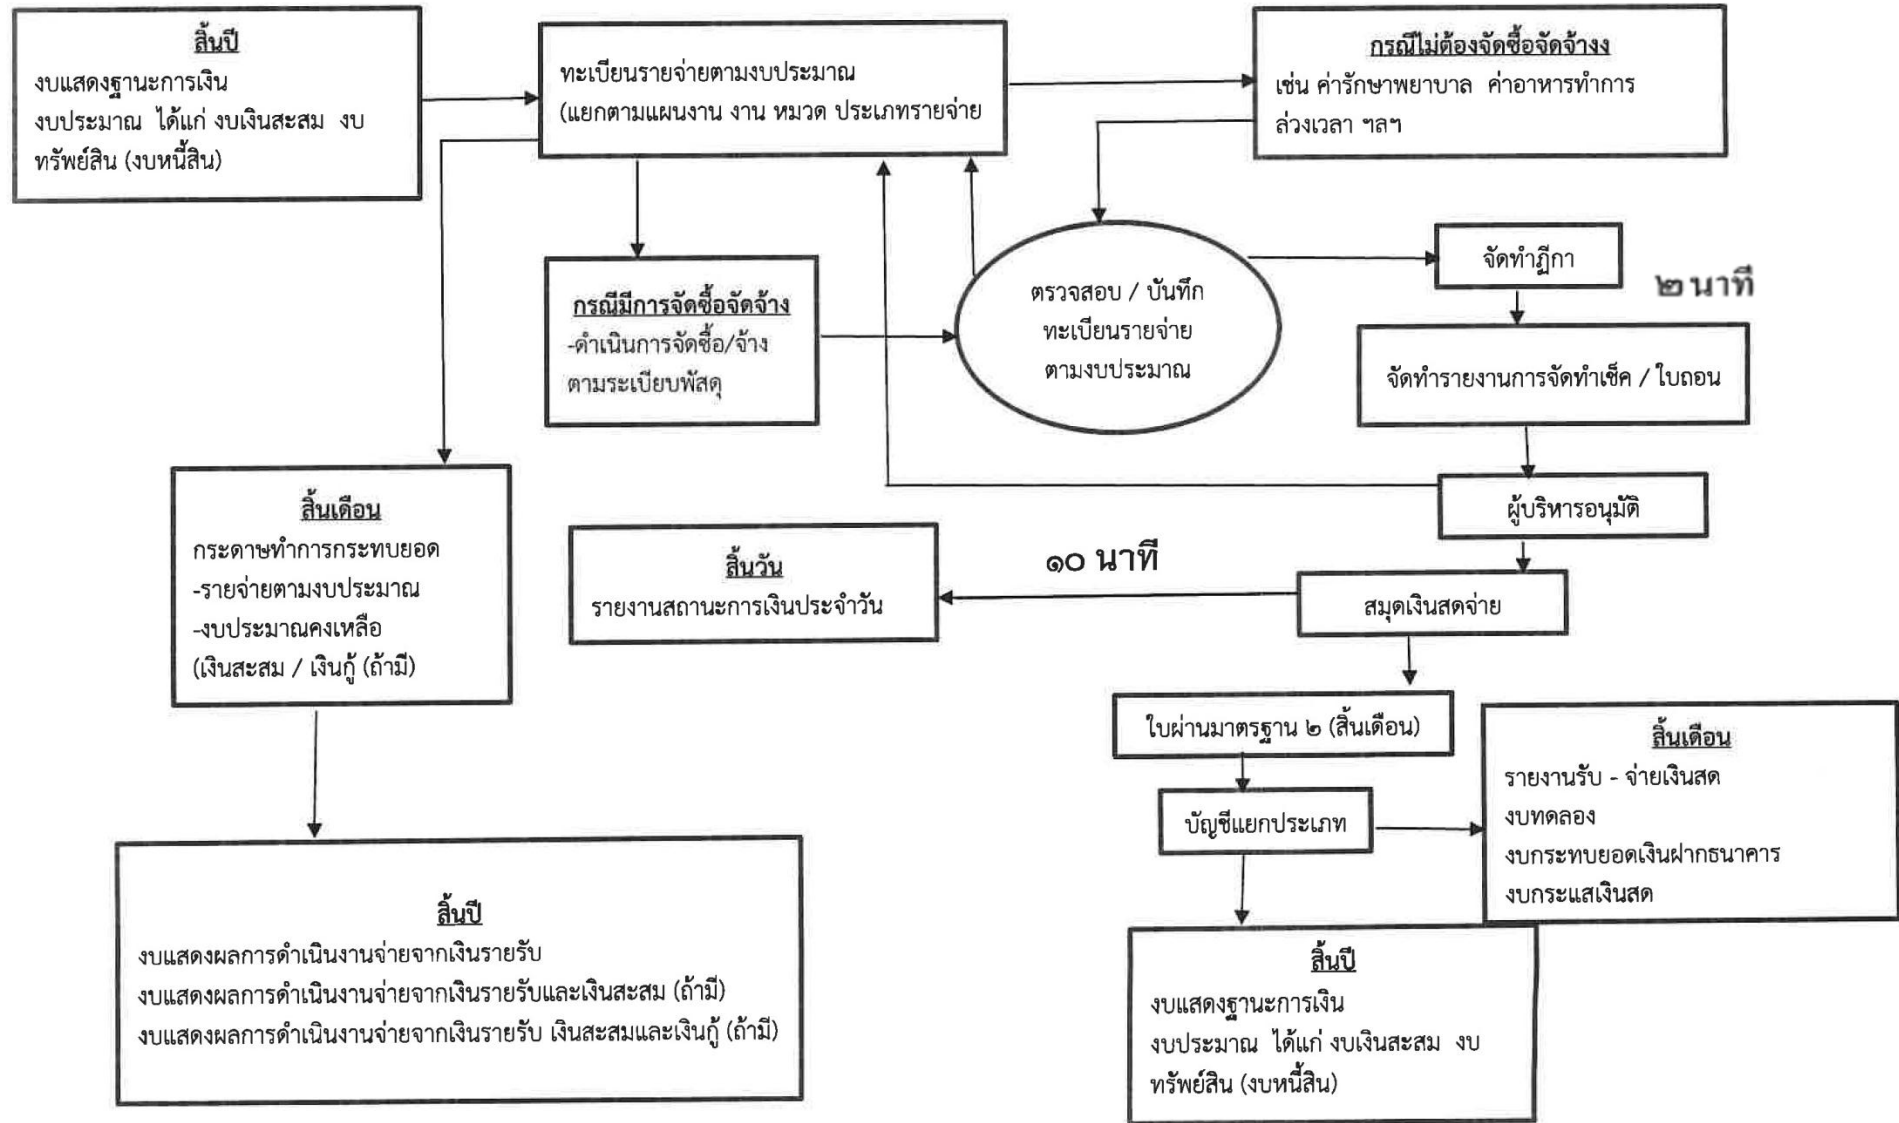 สิ้นปี
งบแสดงฐานะการเงิน
งบประมาณ ได้แก่ งบเงินสะสม งบ
ทรัพย์สิน (งบหนี้สิน)
ทะเบียนรายจ่ายตามงบประมาณ
(แยกตามแผนงาน งาน หมวด ประเภทรายจ่าย
กรณีไม่ต้องจัดซื้อจัดจ้างง
เช่น ค่ารักษาพยาบาล ค่าอาหารทำการ
ล่วงเวลา ฯลฯ
กรณีมีการจัดซื้อจัดจ้าง
-ดำเนินการจัดซื้อ/จ้าง
ตามระเบียบพัสดุ
ตรวจสอบ / บันทึก
ทะเบียนรายจ่าย
ตามงบประมาณ
จัดทำฎีกา
๒ นาที
จัดทำรายงานการจัดทำเช็ค / ใบถอน
ผู้บริหารอนุมัติ
สิ้นเดือน
กระดาษทำการกระทบยอด
-รายจ่ายตามงบประมาณ
-งบประมาณคงเหลือ
(เงินสะสม / เงินกู้ (ถ้ามี)
สิ้นวัน
รายงานสถานะการเงินประจำวัน
๑๐ นาที
สมุดเงินสดจ่าย
ใบผ่านมาตรฐาน ๒ (สิ้นเดือน)
บัญชีแยกประเภท
สิ้นเดือน
รายงานรับ - จ่ายเงินสด
งบทดลอง
งบกระทบยอดเงินฝากธนาคาร
งบกระแสเงินสด
สิ้นปี
งบแสดงผลการดำเนินงานจ่ายจากเงินรายรับ
งบแสดงผลการดำเนินงานจ่ายจากเงินรายรับและเงินสะสม (ถ้ามี)
งบแสดงผลการดำเนินงานจ่ายจากเงินรายรับ เงินสะสมและเงินกู้ (ถ้ามี)
สิ้นปี
งบแสดงฐานะการเงิน
งบประมาณ ได้แก่ งบเงินสะสม งบ
ทรัพย์สิน (งบหนี้สิน)